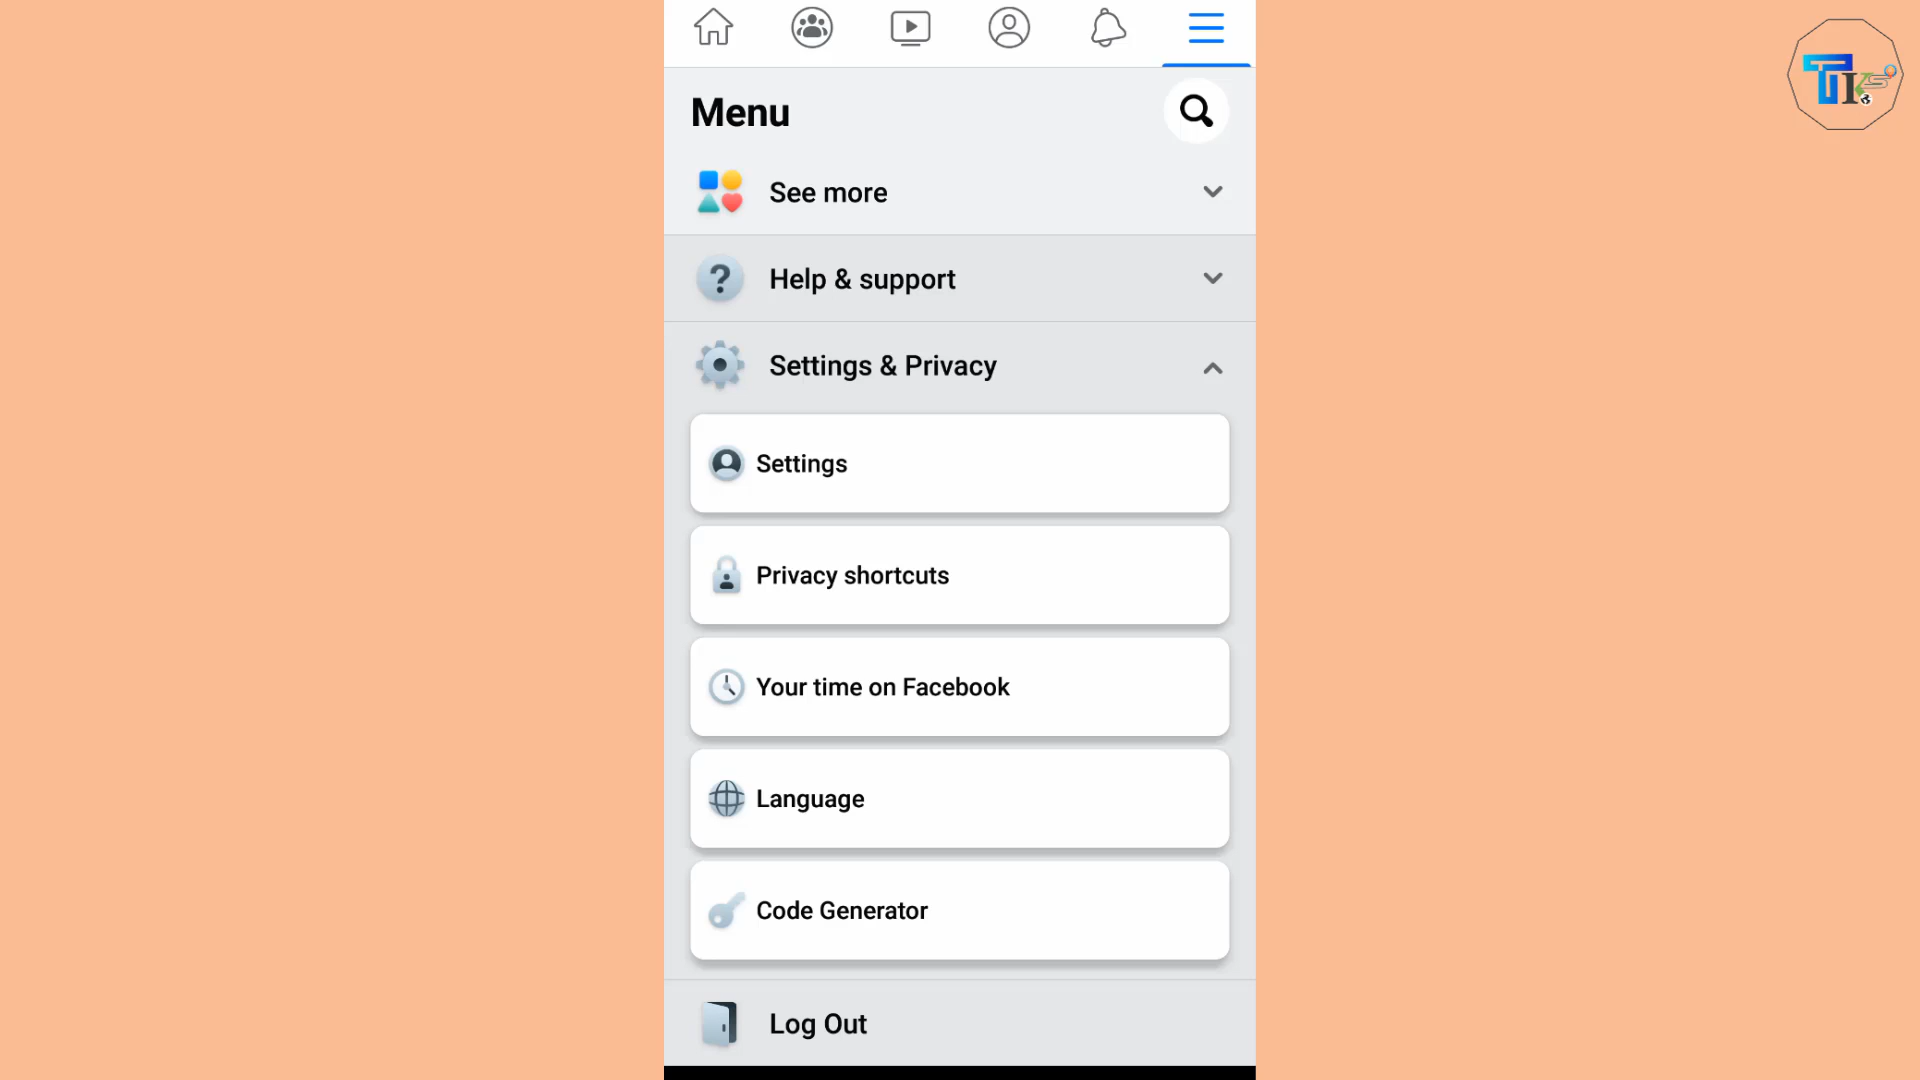 Menu
See more
Help & support
Settings & Privacy
Settings
Privacy shortcuts
Your time on Facebook
Language
Code Generator
Log Out